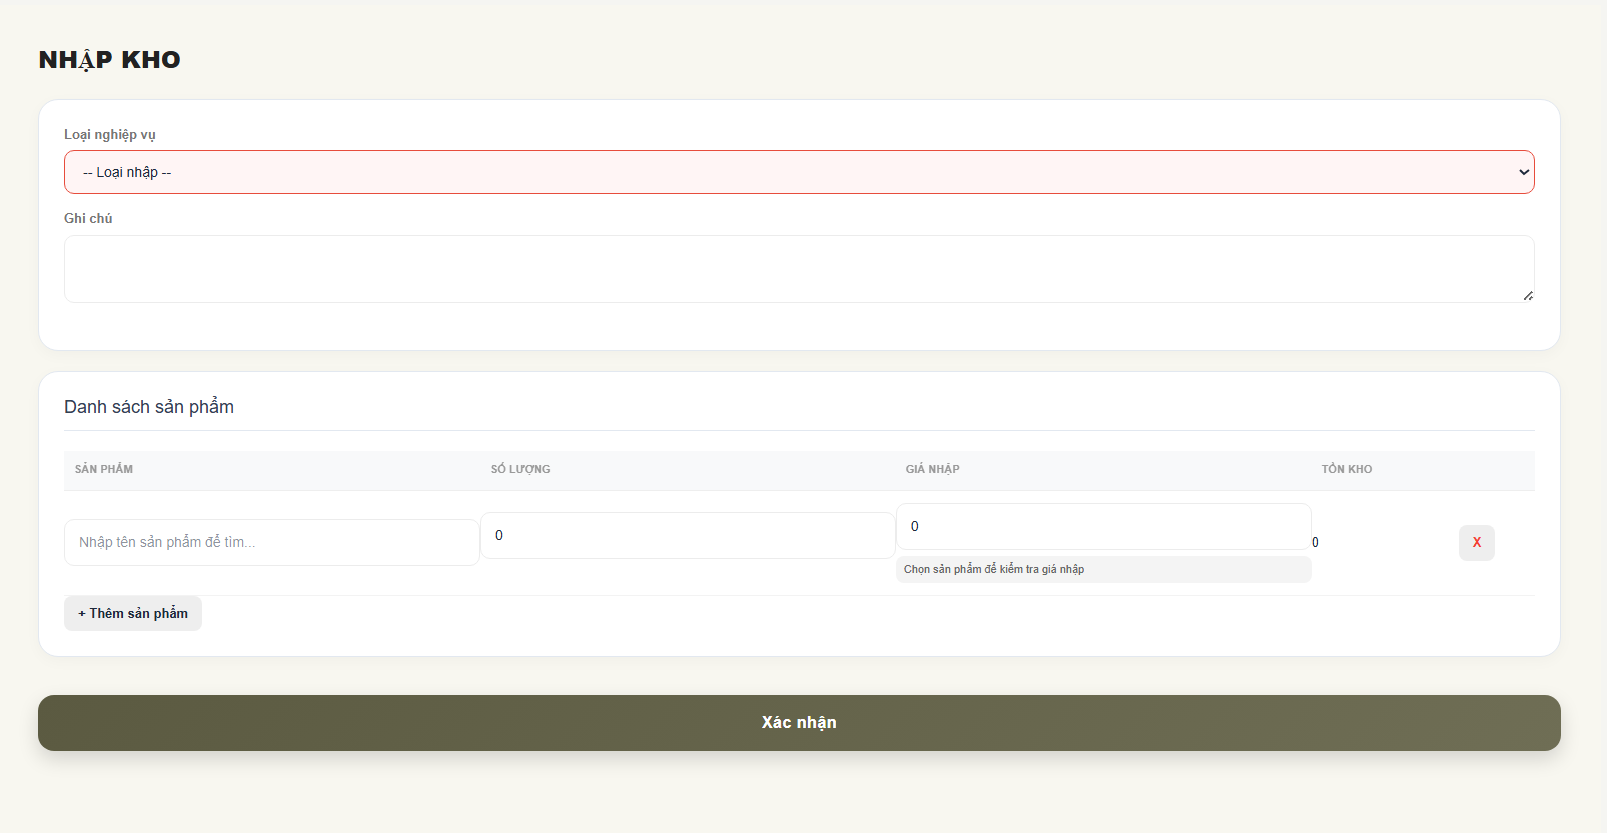 NHẬP KHO
Loại nghiệp vụ
-- Loại nhập --
Ghi chú
Danh sách sản phẩm
SẢN PHẨM SỐ LƯỢNG GIÁ NHẬP TỒN KHO
Nhập tên sản phẩm để tìm... 0 0 0 X
Chọn sản phẩm để kiểm tra giá nhập
+ Thêm sản phẩm
Xác nhận